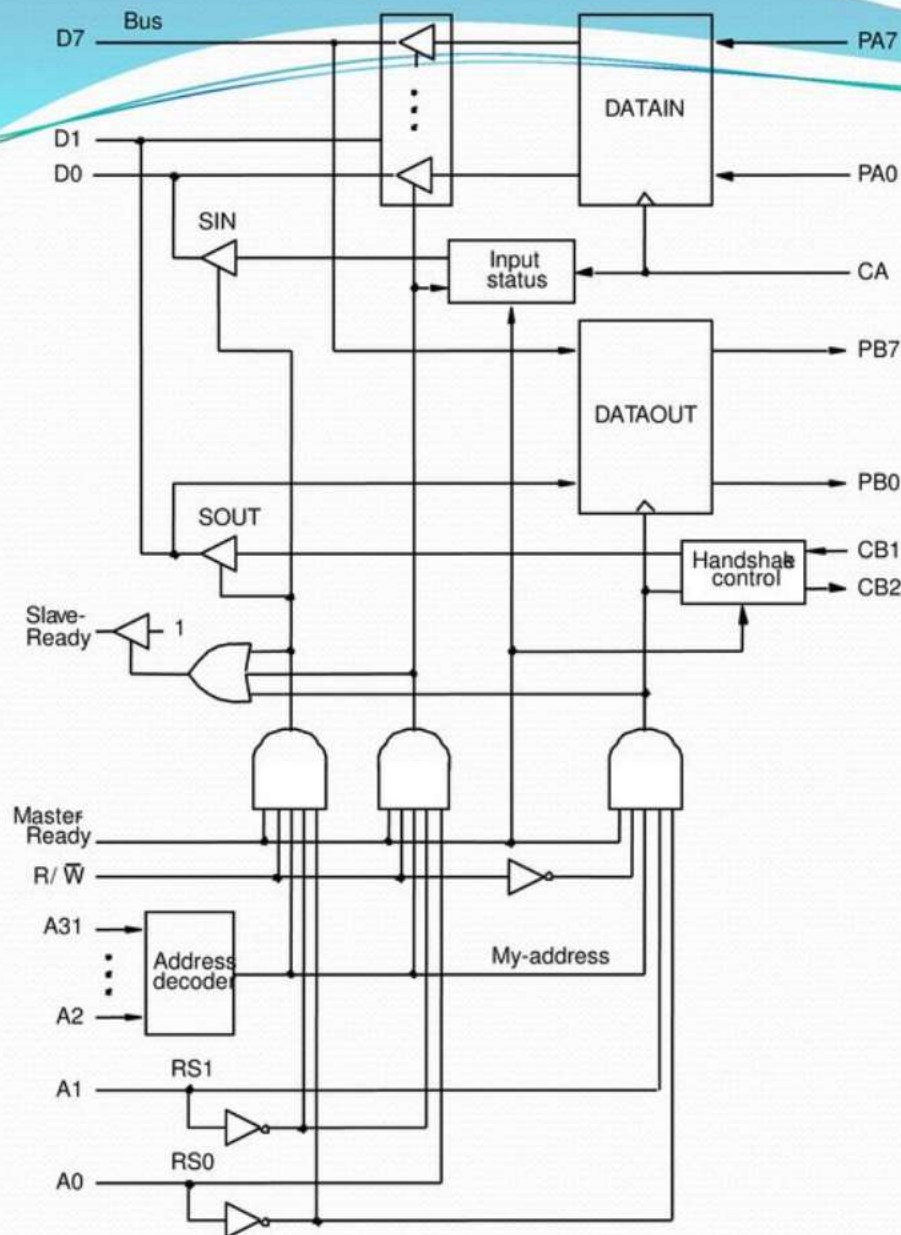 Bus
D7
PA7
DATAIN
D1
D0
PA0
SIN
Input
status
CA
PB7
DATAOUT
PB0
SOUT
CB1
Handshake
control
CB2
Slave-
Ready
1
Master-
Ready
R/ W̅
A31
Address
decoder
My-address
A2
RS1
A1
RS0
A0